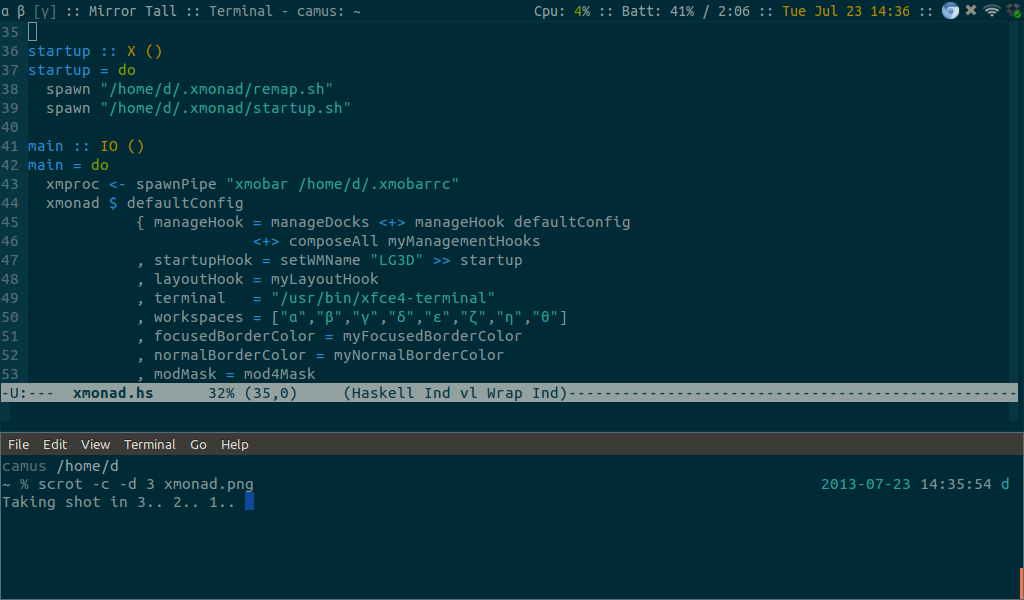 α β [γ] :: Mirror Tall :: Terminal - camus: ~ Cpu: 4% :: Batt: 41% / 2:06 :: Tue Jul 23 14:36 ::
35
36 startup :: X ()
37 startup = do
38   spawn "/home/d/.xmonad/remap.sh"
39   spawn "/home/d/.xmonad/startup.sh"
40
41 main :: IO ()
42 main = do
43   xmproc <- spawnPipe "xmobar /home/d/.xmobarrc"
44   xmonad $ defaultConfig
45             { manageHook = manageDocks <+> manageHook defaultConfig
46                          <+> composeAll myManagementHooks
47             , startupHook = setWMName "LG3D" >> startup
48             , layoutHook = myLayoutHook
49             , terminal   = "/usr/bin/xfce4-terminal"
50             , workspaces = ["α","β","γ","δ","ε","ζ","η","θ"]
51             , focusedBorderColor = myFocusedBorderColor
52             , normalBorderColor = myNormalBorderColor
53             , modMask = mod4Mask
-U:---  xmonad.hs      32% (35,0)     (Haskell Ind vl Wrap Ind)--------------------------------------------------
File Edit View Terminal Go Help
camus /home/d
~ % scrot -c -d 3 xmonad.png 2013-07-23 14:35:54 d
Taking shot in 3.. 2.. 1..